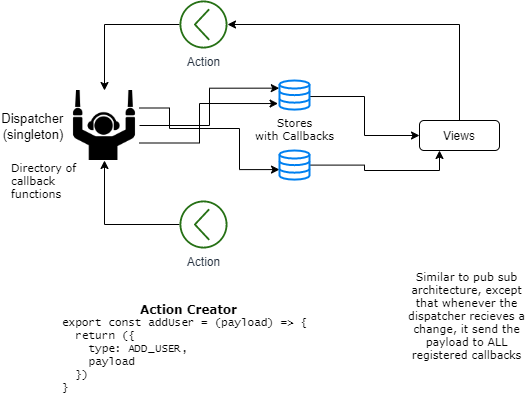 Action
Dispatcher
(singleton)
Directory of
callback
functions
Stores
with Callbacks
Views
Action
Similar to pub sub
architecture, except
that whenever the
dispatcher recieves a
change, it send the
payload to ALL
registered callbacks
Action Creator
export const addUser = (payload) => {
  return ({
    type: ADD_USER,
    payload
  })
}